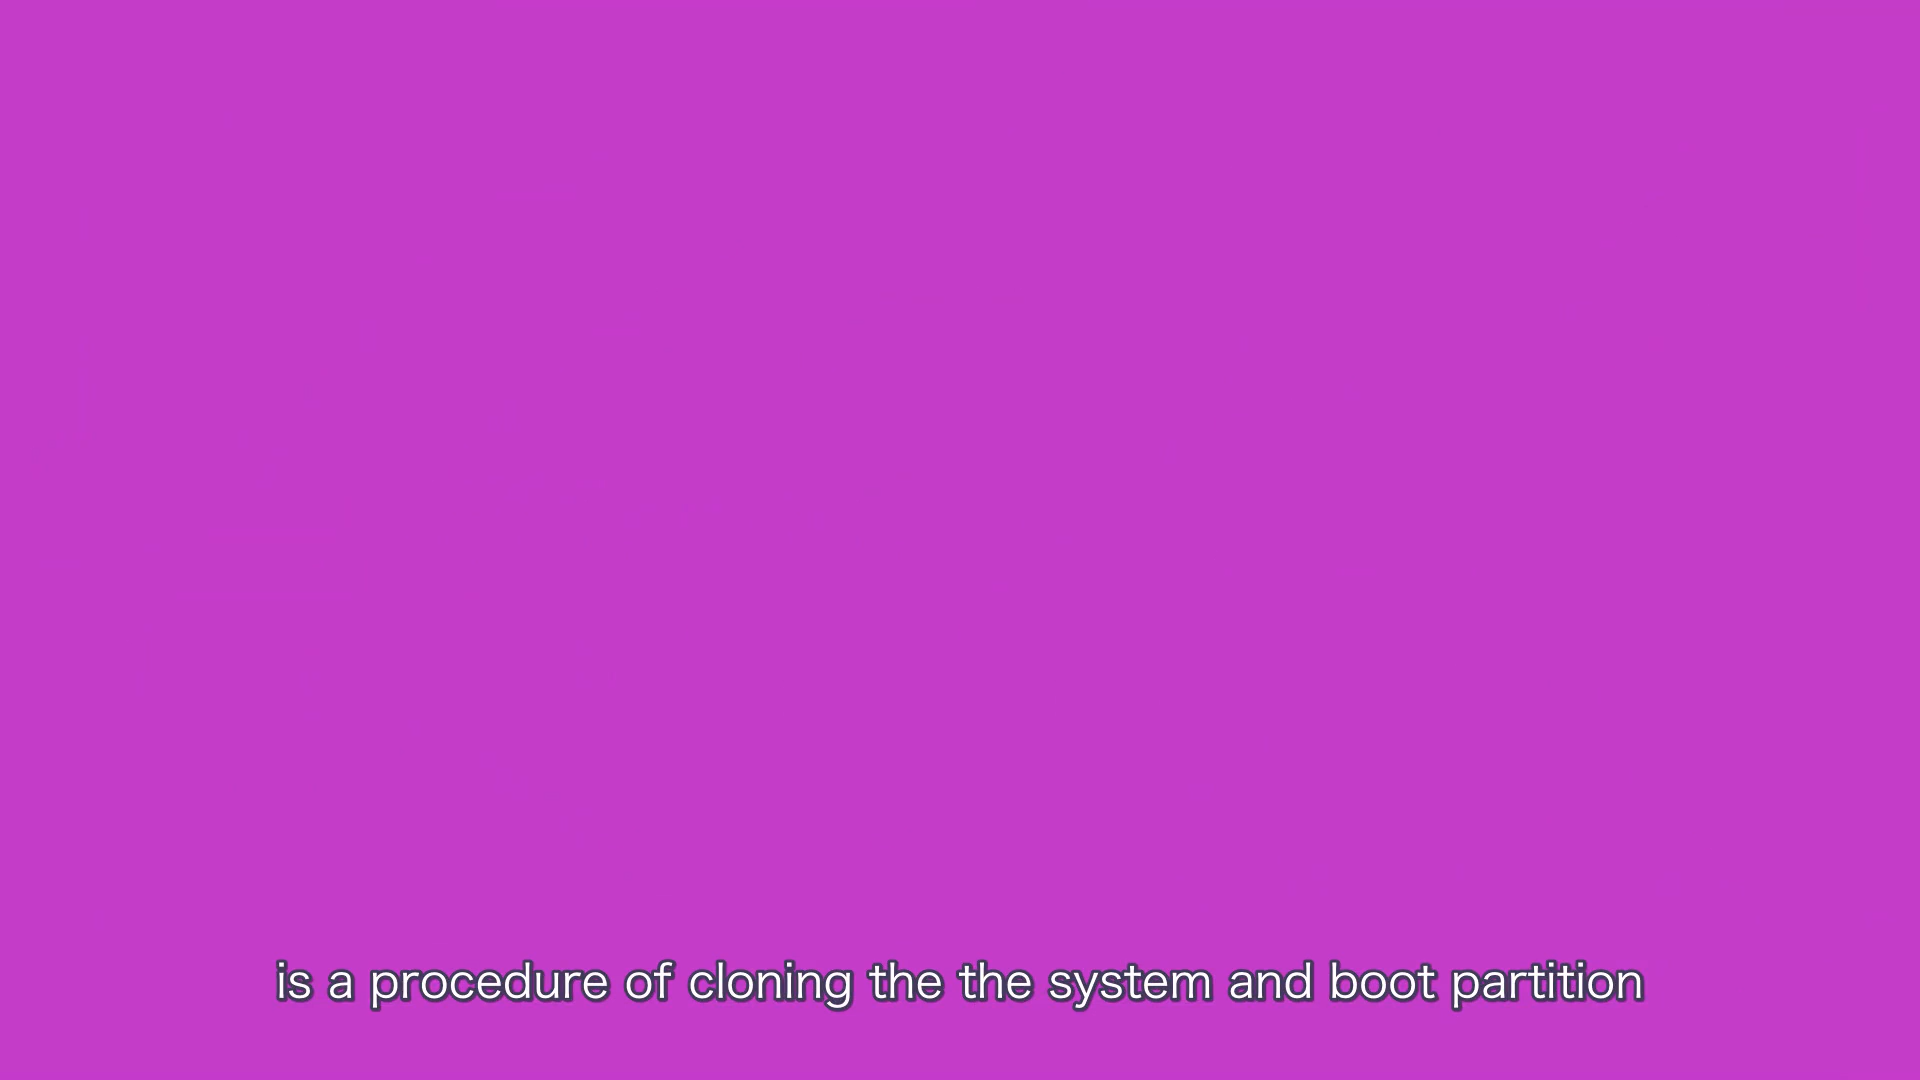 is a procedure of cloning the the system and boot partition